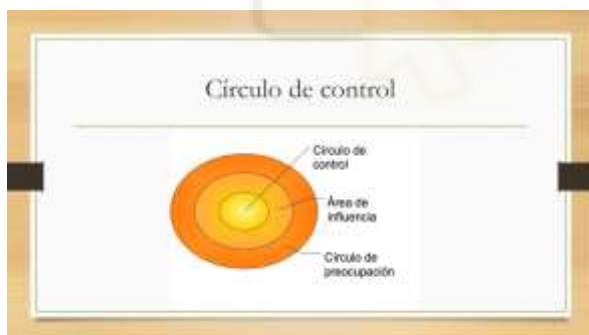 Círculo de control
Círculo de
control
Área de
influencia
Círculo de
preocupación